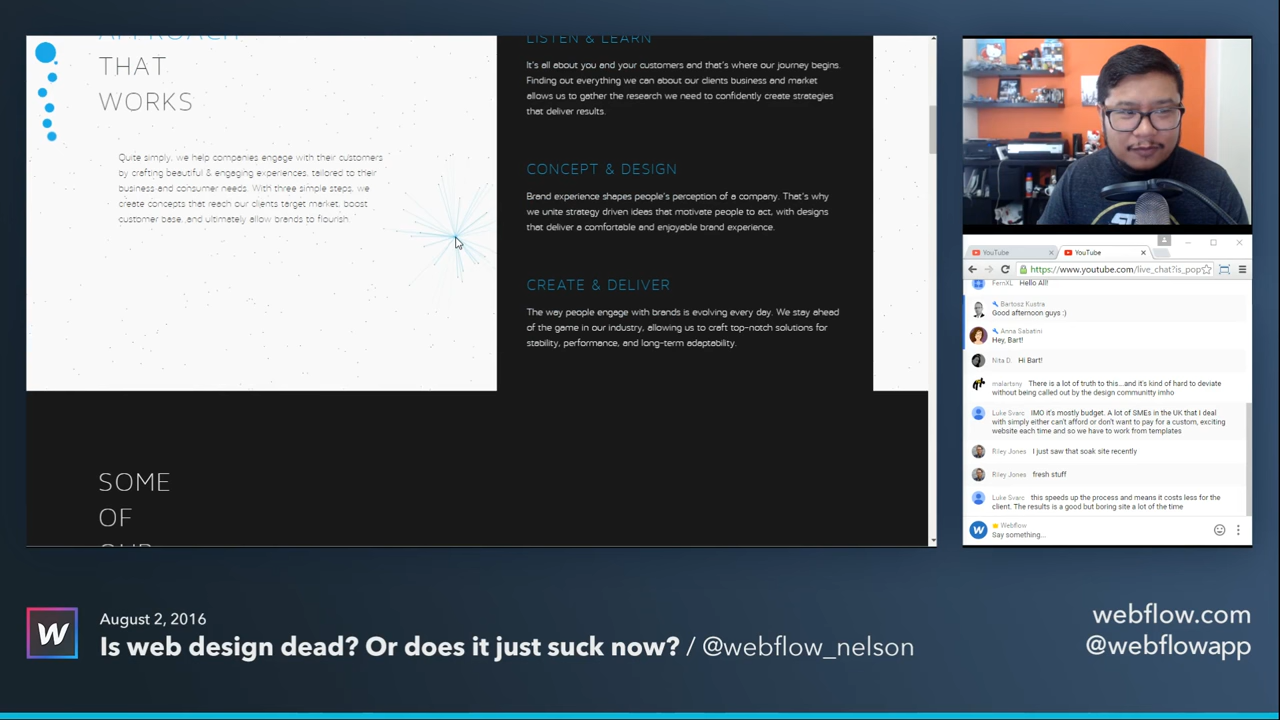 APPROACH
THAT
WORKS
Quite simply, we help companies engage with their customers
by crafting beautiful & engaging experiences, tailored to their
business and consumer needs. With three simple steps, we
create concepts that reach our clients target market, boost
customer base...and ultimately allow brands to flourish.
LISTEN & LEARN
It's all about you and your customers and that's where our journey begins.
Finding out everything we can about our clients business and market
allows us to gather the research we need to confidently create strategies
that deliver results.
CONCEPT & DESIGN
Brand experience shapes people's perception of a company. That's why
we unite strategy driven ideas that motivate people to act, with designs
that deliver a comfortable and enjoyable brand experience.
CREATE & DELIVER
The way people engage with brands is evolving every day. We stay ahead
of the game in our industry, allowing us to craft top-notch solutions for
stability, performance, and long-term adaptability.
SOME
OF
OUR
YouTube
YouTube
https://www.youtube.com/live_chat?is_pop
FernXL Hello All!
Bartosz Kustra
Good afternoon guys :)
Anna Sabatini
Hey, Bart!
Nita D. Hi Bart!
malartsny There is a lot of truth to this...and it's kind of hard to deviate
without being called out by the design community imho
Luke Svarc IMO it's mostly budget. A lot of SMEs in the UK that I deal
with simply either can't afford or don't want to pay for a custom, exciting
website each time and so we have to work from templates
Riley Jones I just saw that soak site recently
Riley Jones fresh stuff
Luke Svarc this speeds up the process and means it costs less for the
client. The results is a good but boring site a lot of the time
Webflow
Say something...
August 2, 2016
Is web design dead? Or does it just suck now? / @webflow_nelson
webflow.com
@webflowapp